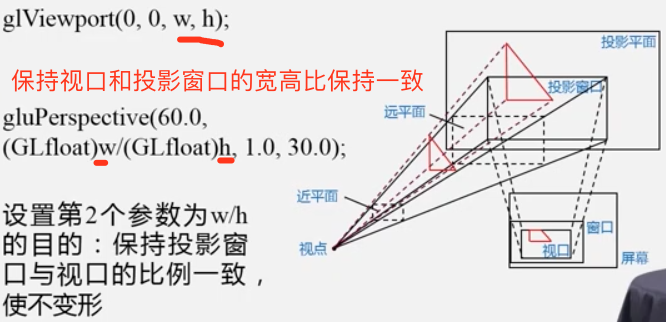 glViewport(0, 0, w, h);
保持视口和投影窗口的宽高比保持一致
gluPerspective(60.0,
(GLfloat)w/(GLfloat)h, 1.0, 30.0);
设置第2个参数为w/h
的目的：保持投影窗
口与视口的比例一致，
使不变形
投影平面
投影窗口
远平面
近平面
视点
窗口
视口
屏幕